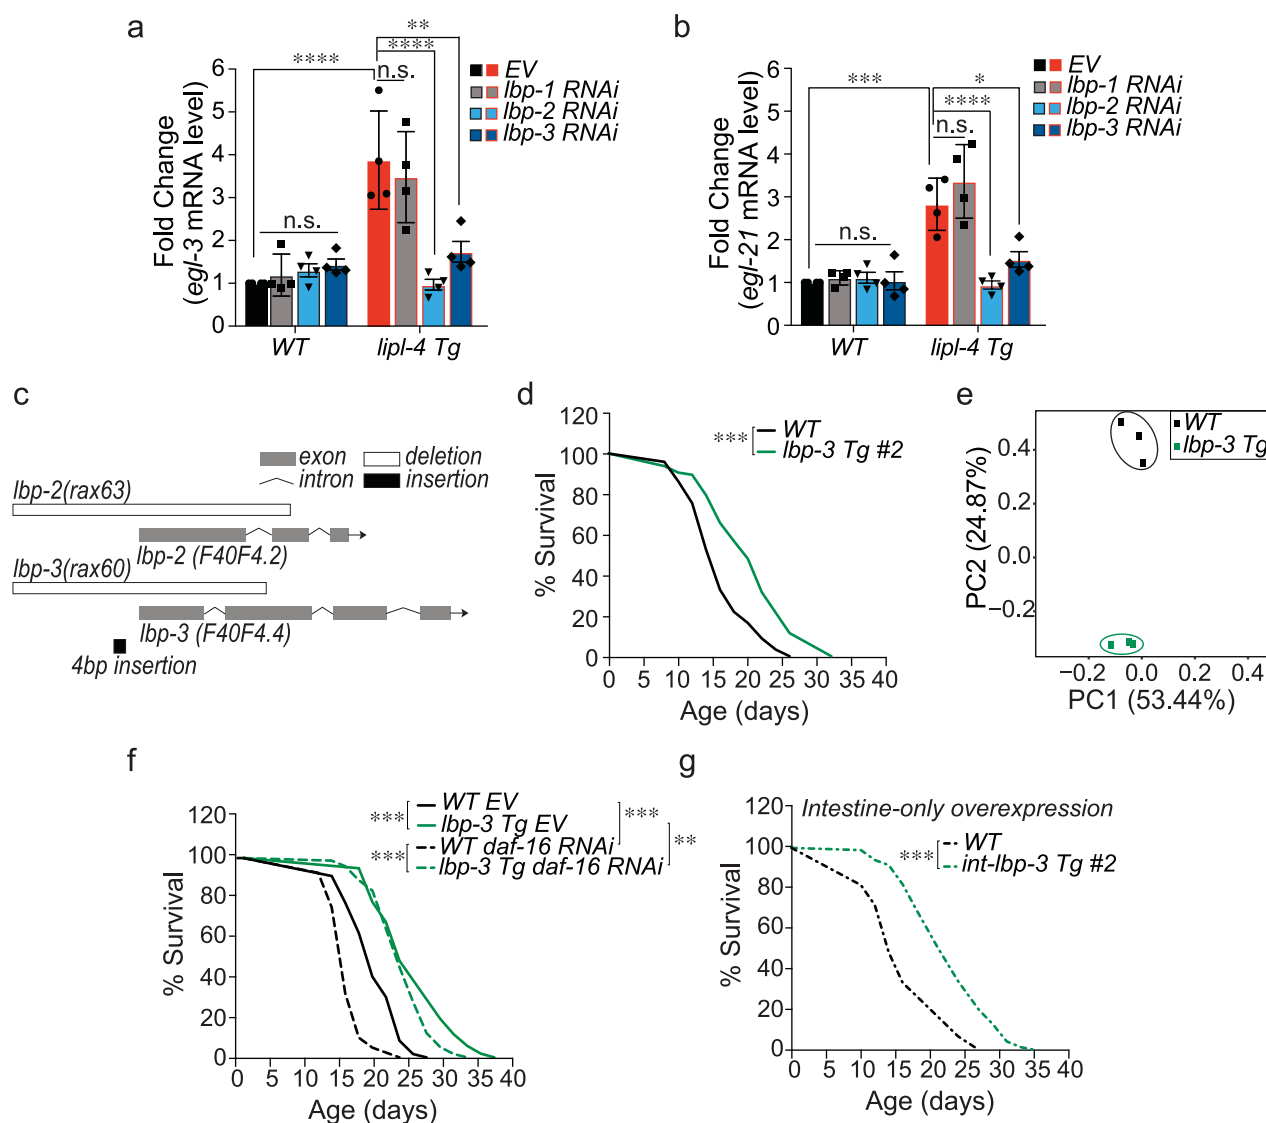 a
**
****
****
n.s.
EV
lbp-1 RNAi
lbp-2 RNAi
lbp-3 RNAi
Fold Change
(egl-3 mRNA level)
6
5
4
3
2
1
0
n.s.
WT
lipl-4 Tg
b
***
*
****
n.s.
EV
lbp-1 RNAi
lbp-2 RNAi
lbp-3 RNAi
Fold Change
(egl-21 mRNA level)
6
5
4
3
2
1
0
n.s.
WT
lipl-4 Tg
c
exon
deletion
intron
insertion
lbp-2(rax63)
lbp-2 (F40F4.2)
lbp-3(rax60)
lbp-3 (F40F4.4)
4bp insertion
d
% Survival
120
100
80
60
40
20
0
*** WT
lbp-3 Tg #2
0 5 10 15 20 25 30 35 40
Age (days)
e
WT
lbp-3 Tg
PC2 (24.87%)
0.4
0.2
0.0
−0.2
−0.2 0.0 0.2 0.4
PC1 (53.44%)
f
% Survival
120
100
80
60
40
20
0
*** WT EV ***
lbp-3 Tg EV **
*** WT daf-16 RNAi
lbp-3 Tg daf-16 RNAi
0 5 10 15 20 25 30 35 40
Age (days)
g
Intestine-only overexpression
% Survival
120
100
80
60
40
20
0
*** WT
int-lbp-3 Tg #2
0 5 10 15 20 25 30 35 40
Age (days)